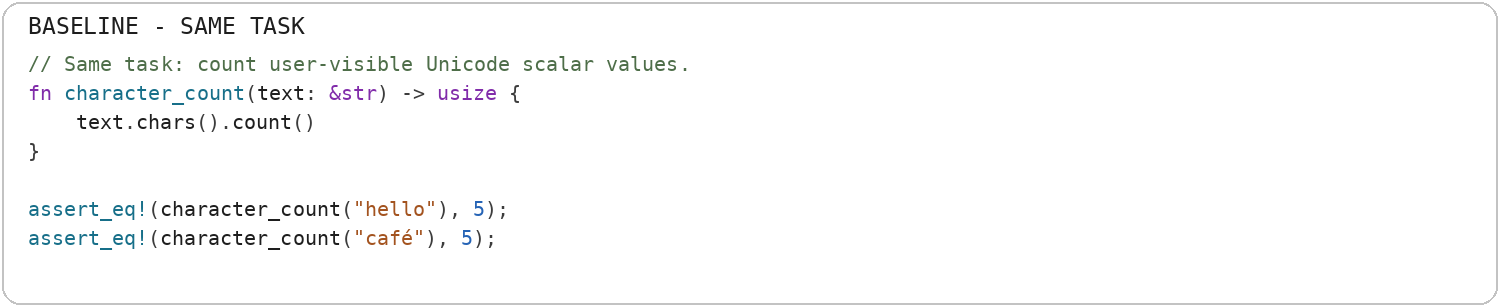 BASELINE - SAME TASK
// Same task: count user-visible Unicode scalar values.
fn character_count(text: &str) -> usize {
    text.chars().count()
}
assert_eq!(character_count("hello"), 5);
assert_eq!(character_count("café"), 5);